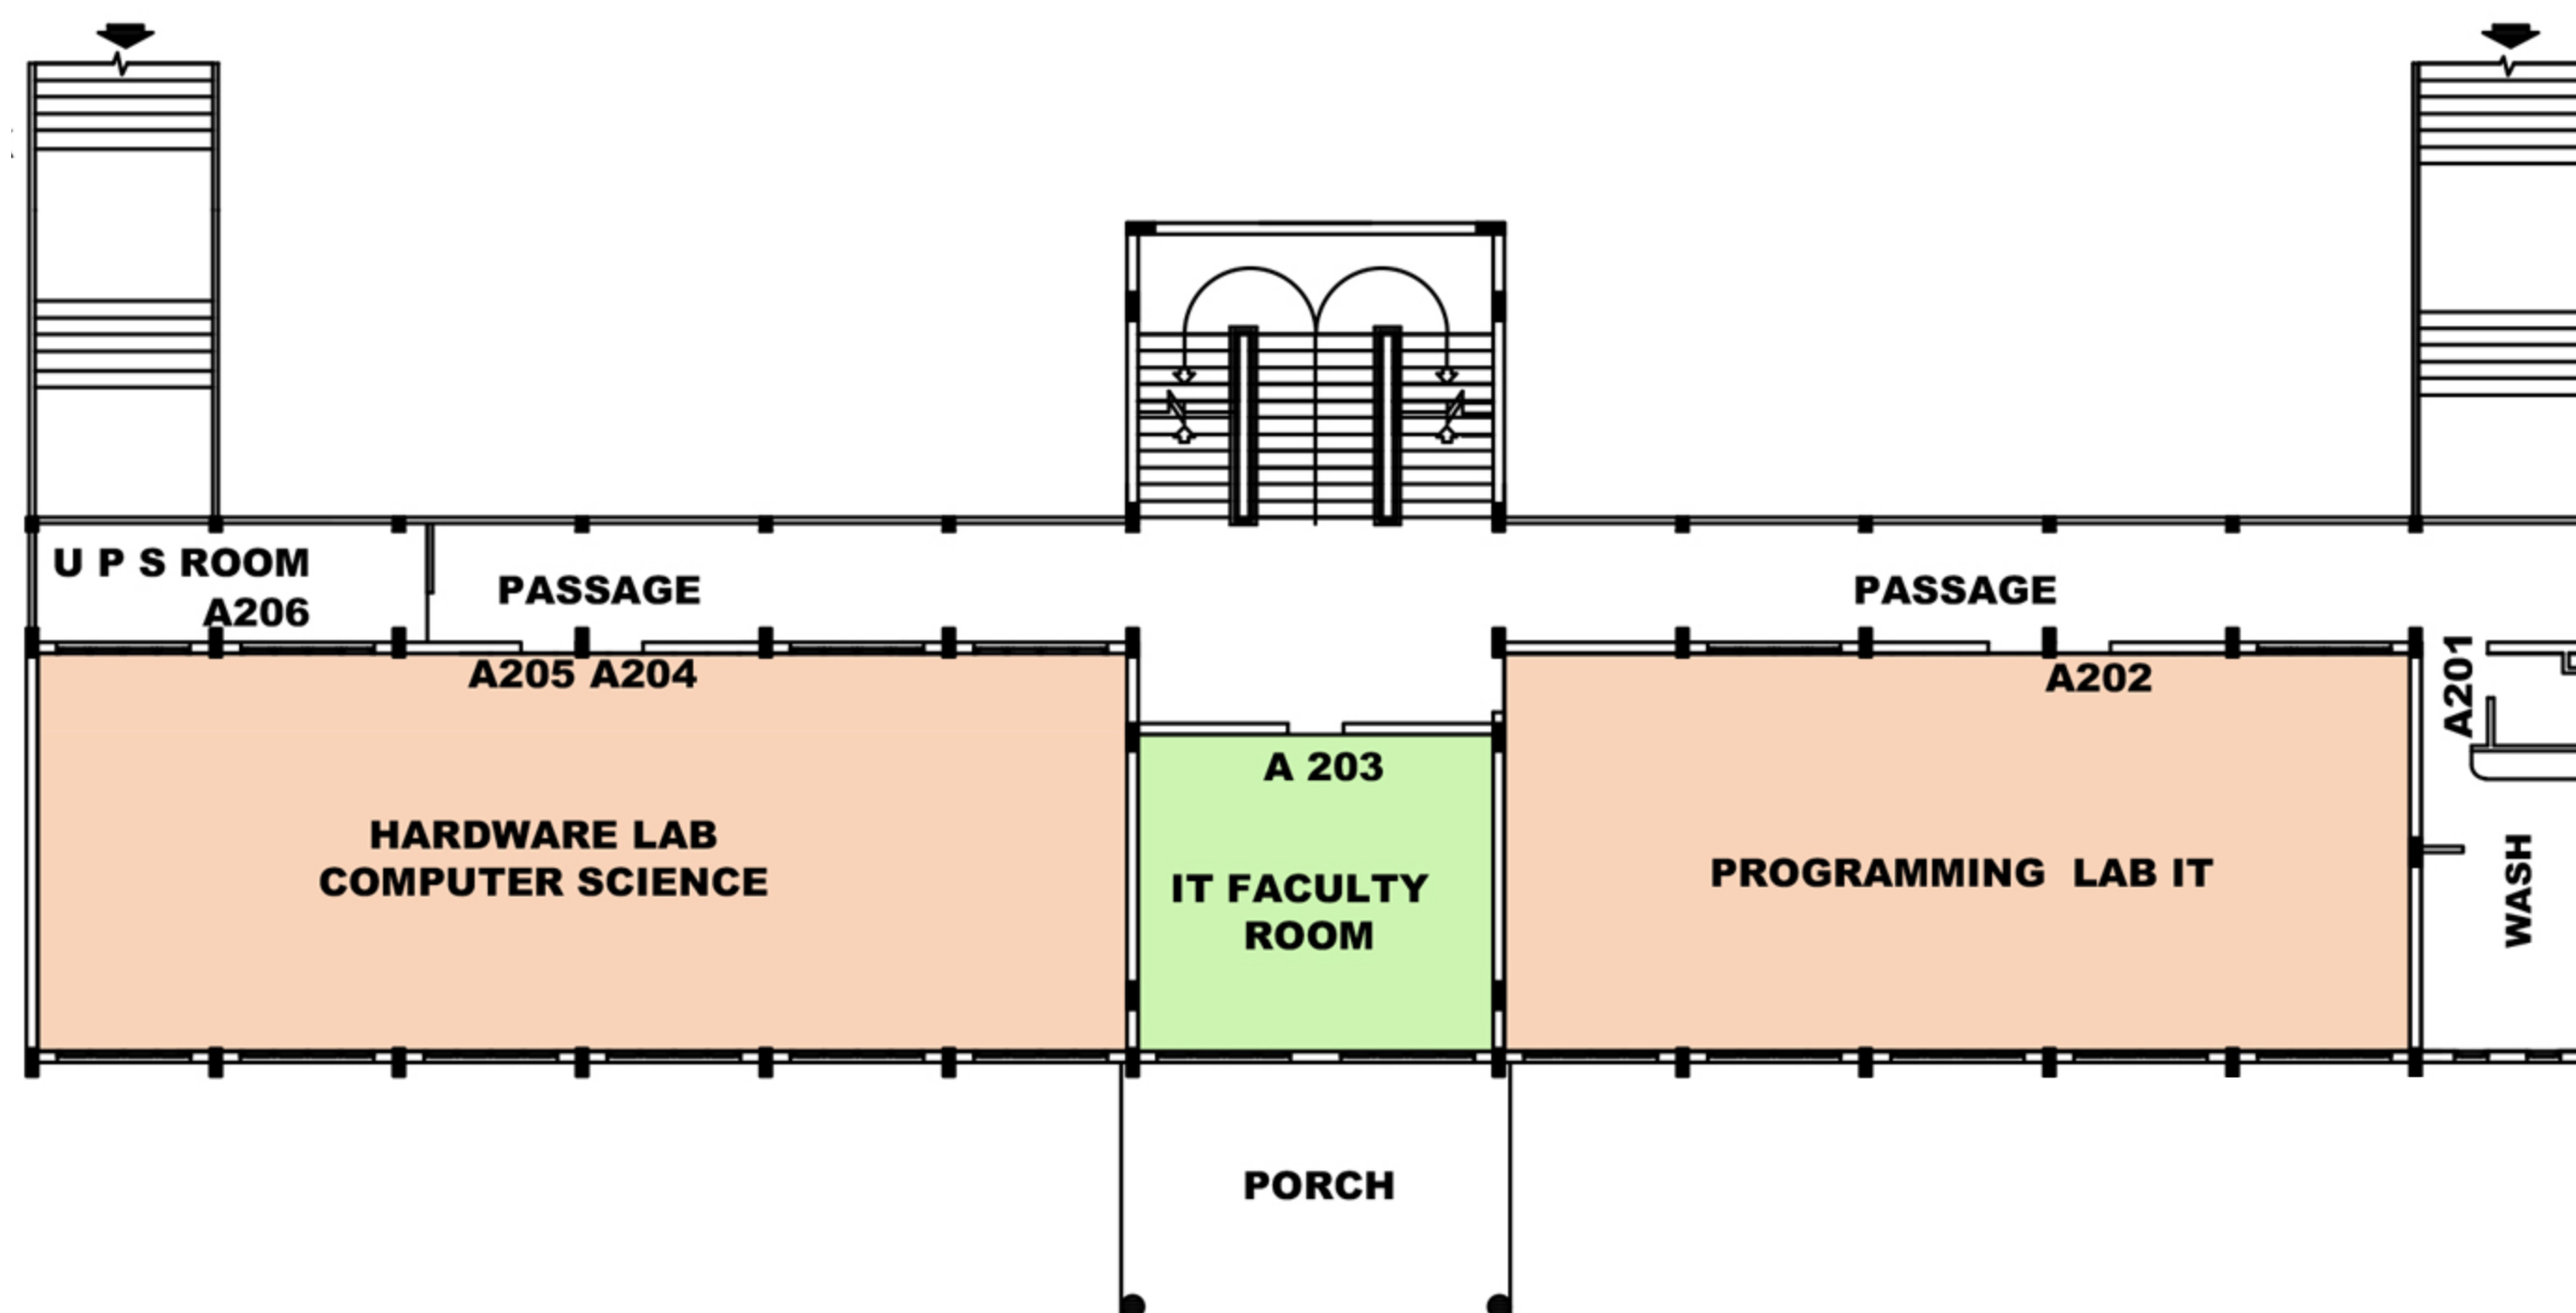 U P S ROOM
A206
PASSAGE
PASSAGE
A205 A204
A202
A201
A 203
HARDWARE LAB
COMPUTER SCIENCE
IT FACULTY
ROOM
PROGRAMMING LAB IT
WASH
PORCH